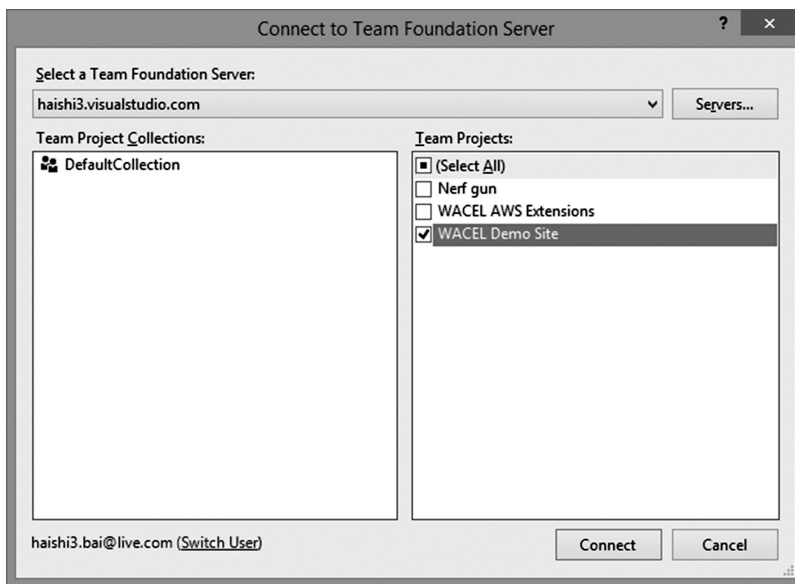 Connect to Team Foundation Server
?
Select a Team Foundation Server:
haishi3.visualstudio.com
Servers...
Team Project Collections:
DefaultCollection
Team Projects:
(Select All)
Nerf gun
WACEL AWS Extensions
WACEL Demo Site
haishi3.bai@live.com (Switch User)
Connect
Cancel